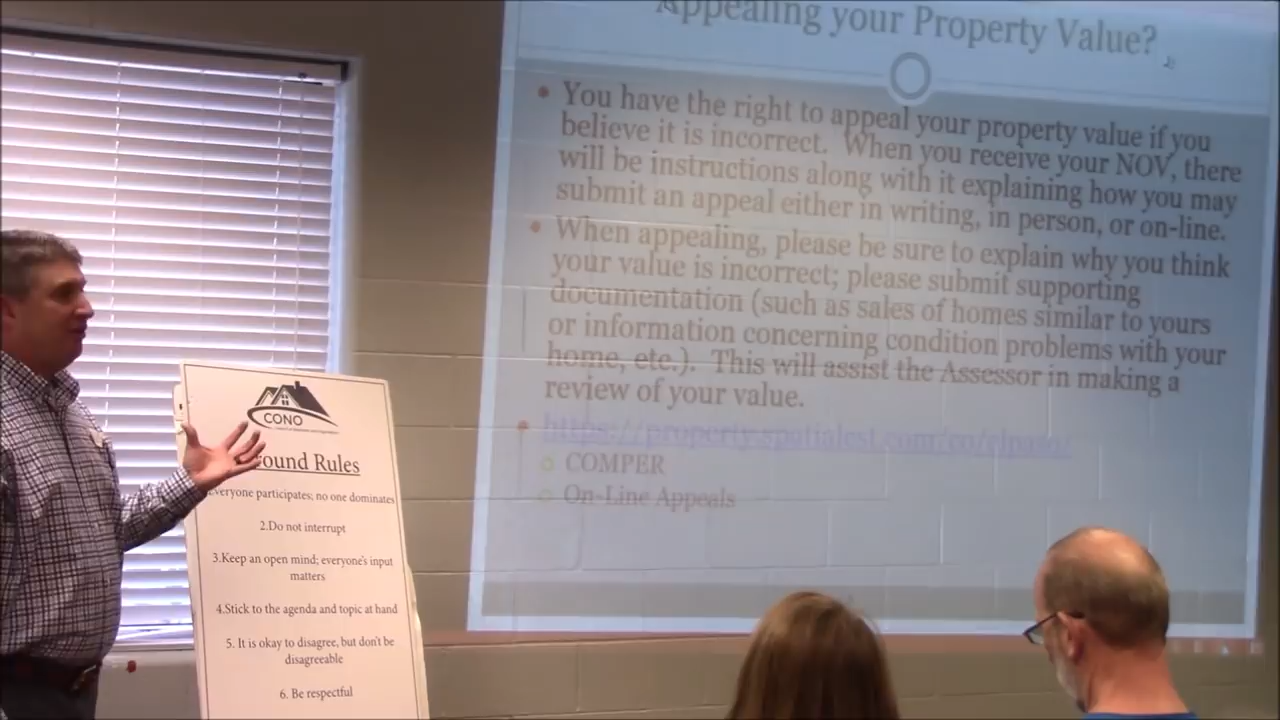 Appealing your Property Value?
You have the right to appeal your property value if you
believe it is incorrect. When you receive your NOV, there
will be instructions along with it explaining how you may
submit an appeal either in writing, in person, or on-line.
When appealing, please be sure to explain why you think
your value is incorrect; please submit supporting
documentation (such as sales of homes similar to yours
or information concerning condition problems with your
home, etc.). This will assist the Assessor in making a
review of your value.
https://property.spatialest.com/co/elpaso/
COMPER
On-Line Appeals
CONO
ound Rules
Everyone participates; no one dominates
2.Do not interrupt
3.Keep an open mind; everyone's input
matters
4.Stick to the agenda and topic at hand
5. It is okay to disagree, but don't be
disagreeable
6. Be respectful